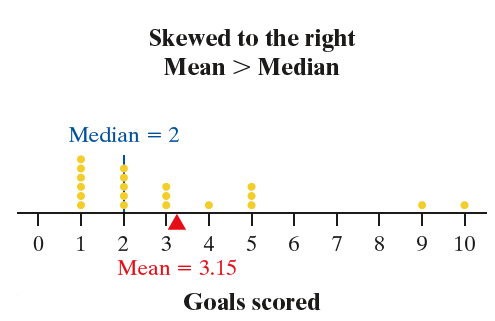 Skewed to the right
Mean > Median
Median = 2
0 1 2 3 4 5 6 7 8 9 10
Mean = 3.15
Goals scored